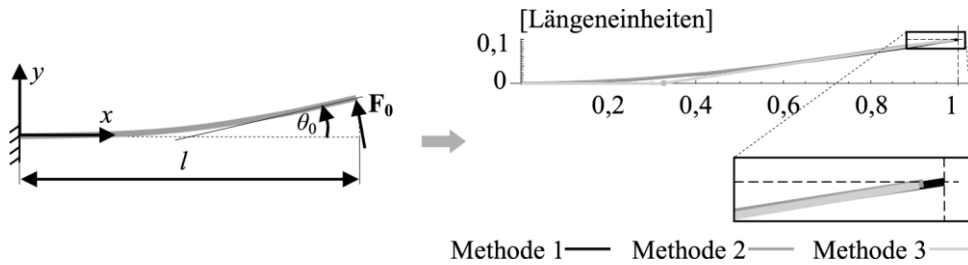 y
x
θ₀
F₀
l
[Längeneinheiten]
0,1
0
0,2 0,4 0,6 0,8 1
Methode 1 Methode 2 Methode 3